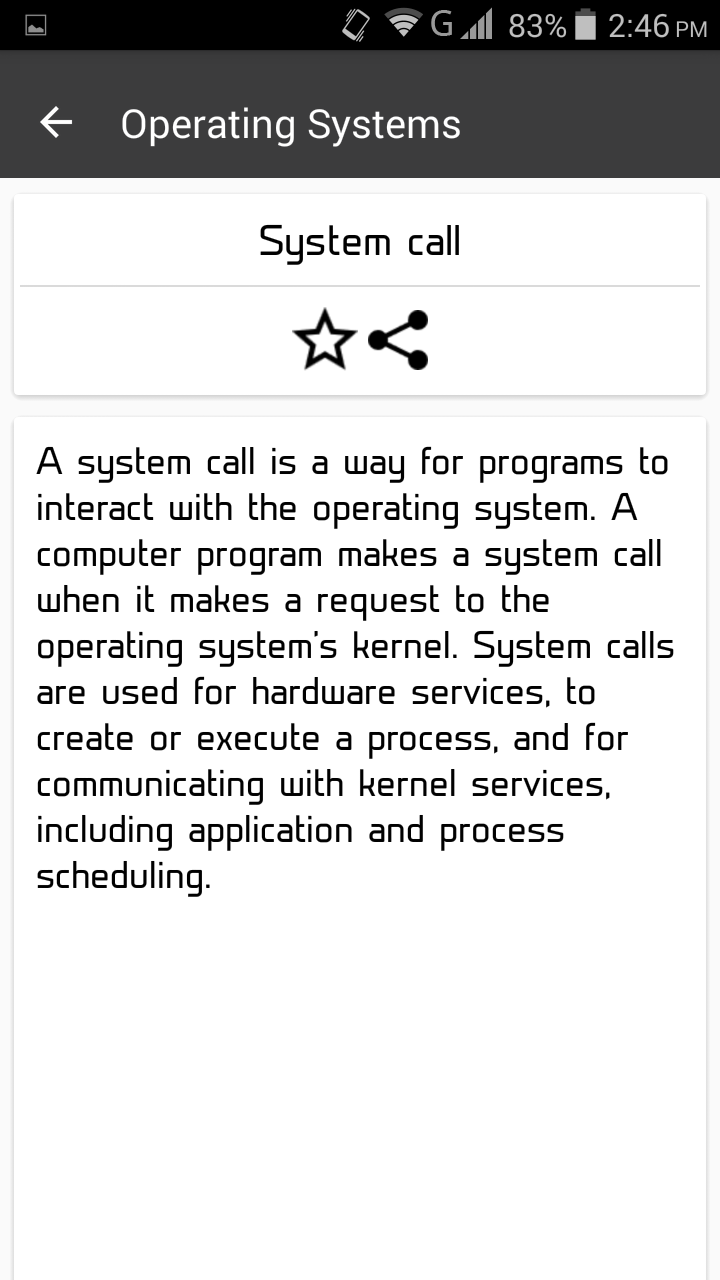 G 83% 2:46 PM
Operating Systems
System call
A system call is a way for programs to
interact with the operating system. A
computer program makes a system call
when it makes a request to the
operating system's kernel. System calls
are used for hardware services, to
create or execute a process, and for
communicating with kernel services,
including application and process
scheduling.